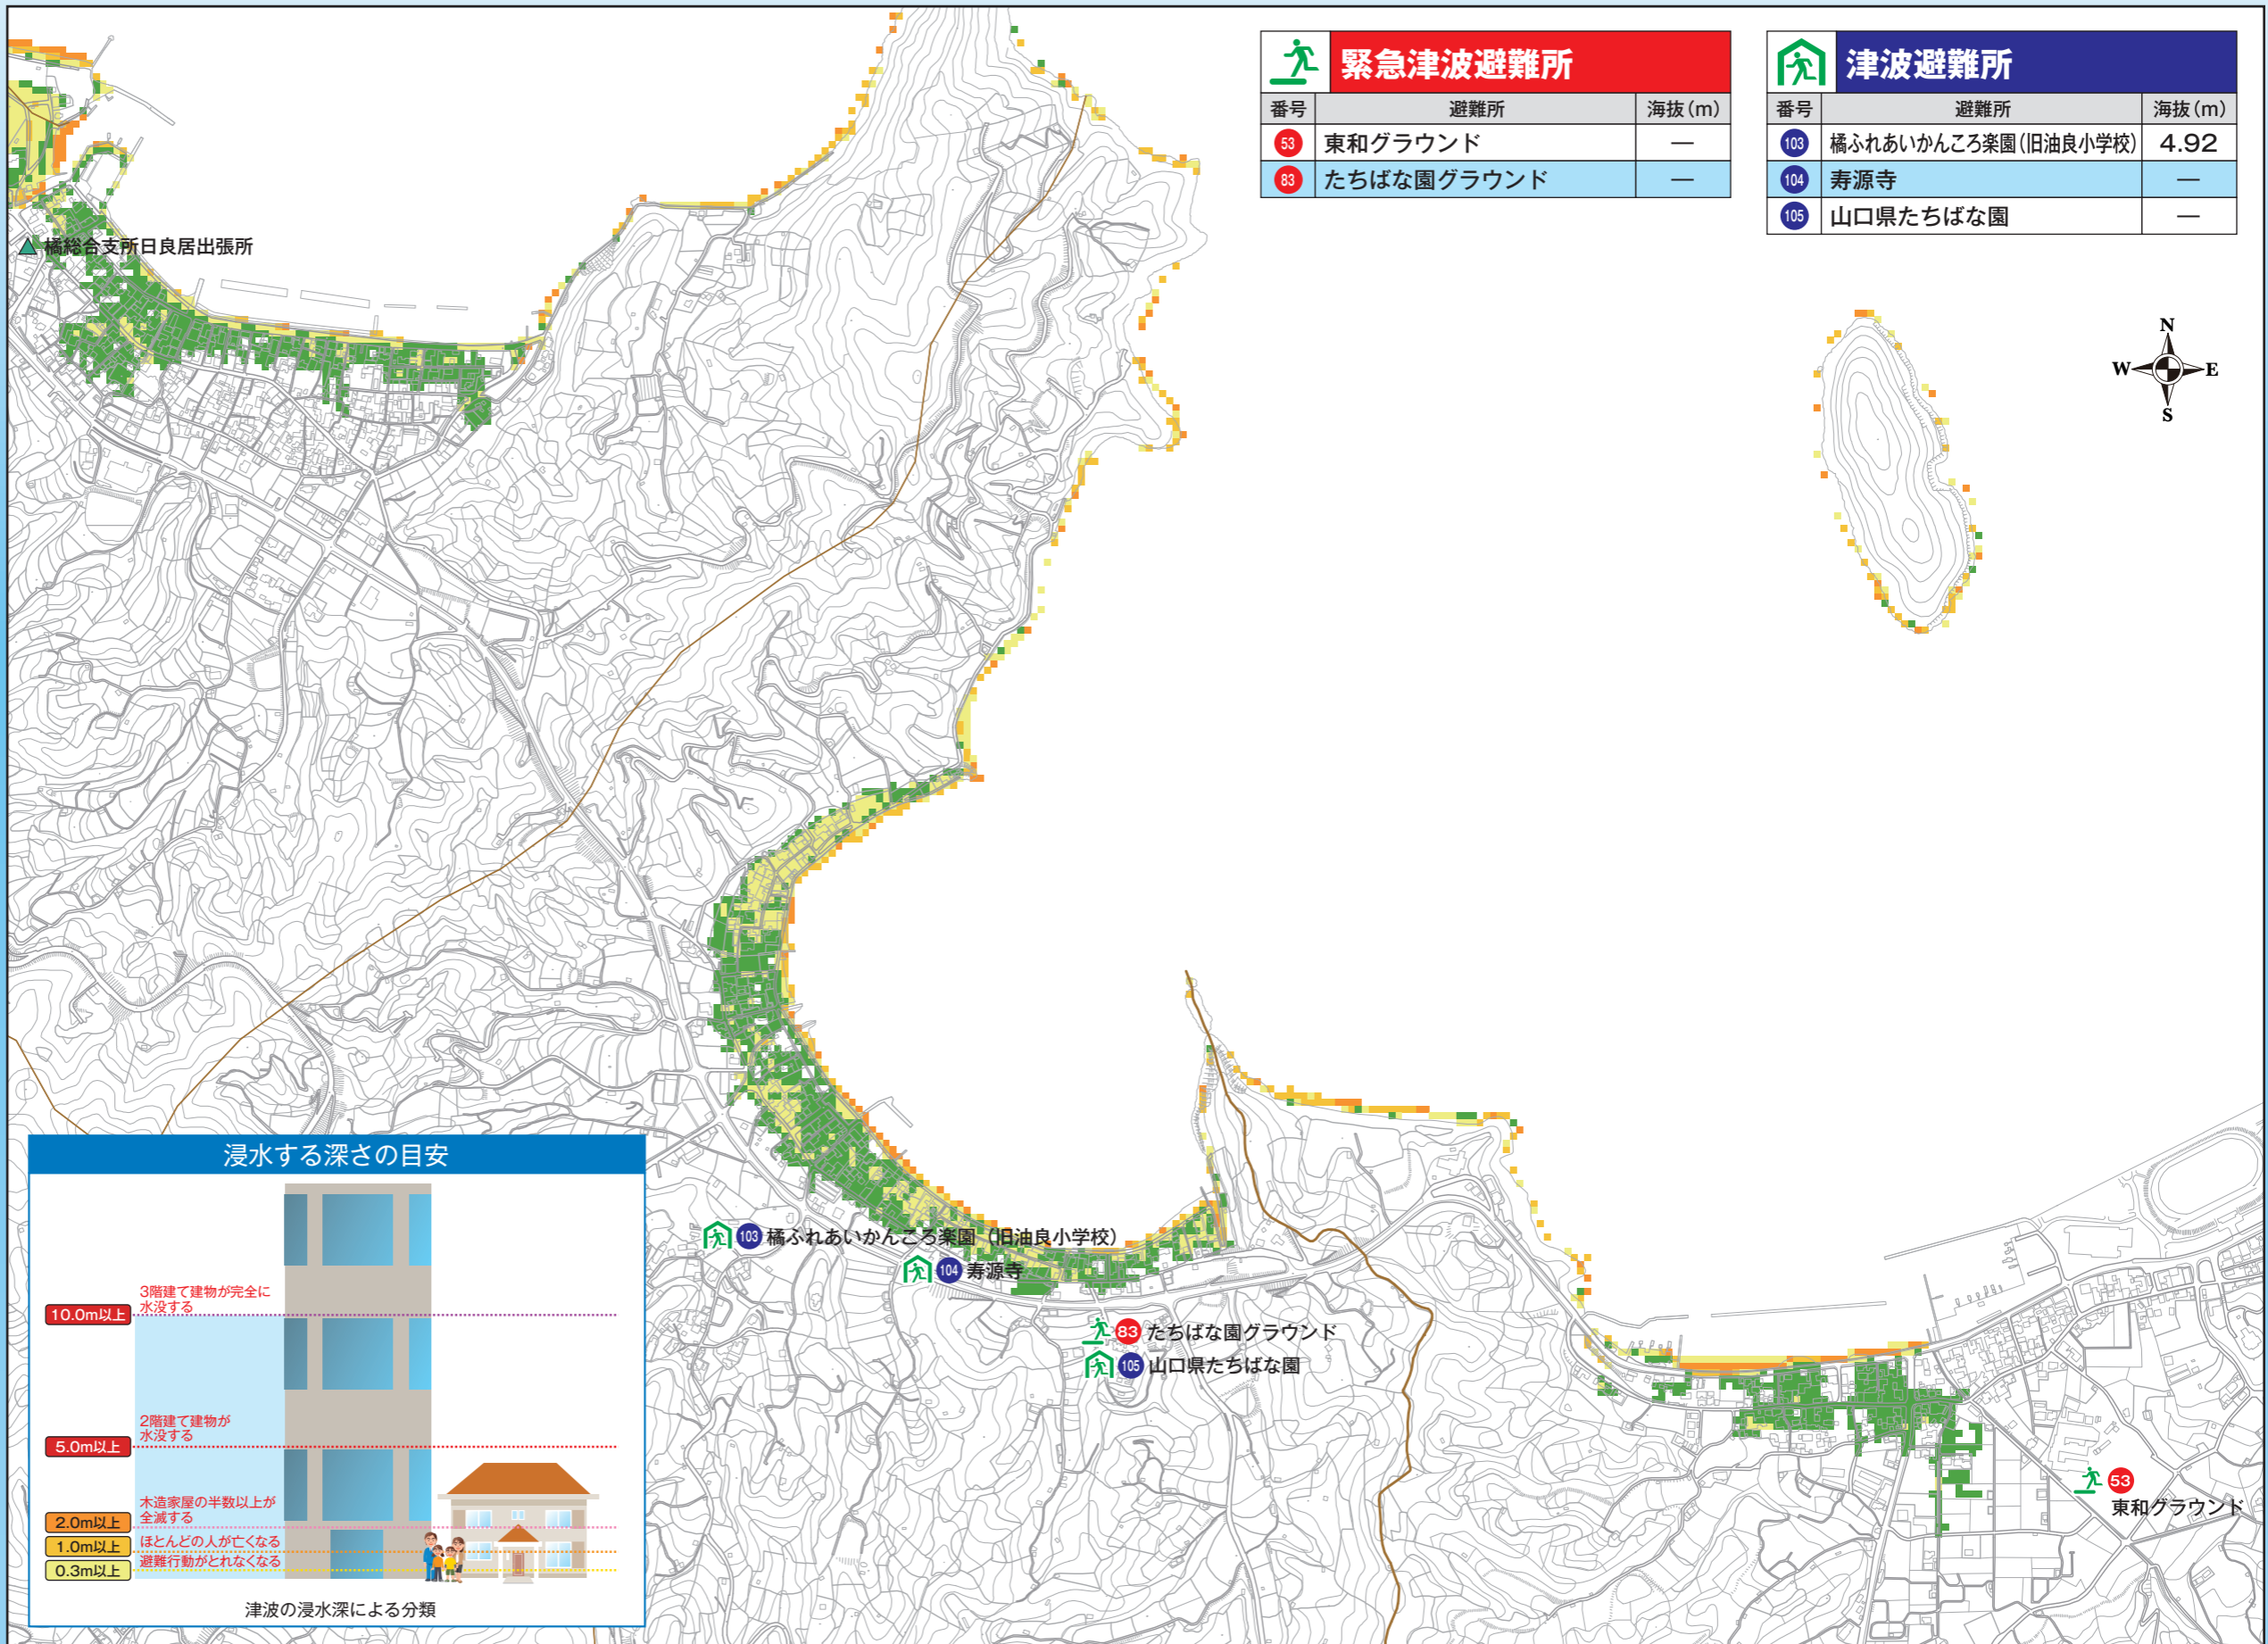 緊急津波避難所
番号 避難所 海抜(m)
53 東和グラウンド —
83 たちばな園グラウンド —
津波避難所
番号 避難所 海抜(m)
103 橘ふれあいかんころ楽園(旧油良小学校) 4.92
104 寿源寺 —
105 山口県たちばな園 —
橘総合支所日良居出張所
N
W E
S
103 橘ふれあいかんころ楽園(旧油良小学校)
104 寿源寺
83 たちばな園グラウンド
105 山口県たちばな園
53
東和グラウンド
浸水する深さの目安
3階建て建物が完全に
水没する
10.0m以上
2階建て建物が
水没する
5.0m以上
木造家屋の半数以上が
全滅する
2.0m以上
ほとんどの人が亡くなる
1.0m以上
避難行動がとれなくなる
0.3m以上
津波の浸水深による分類